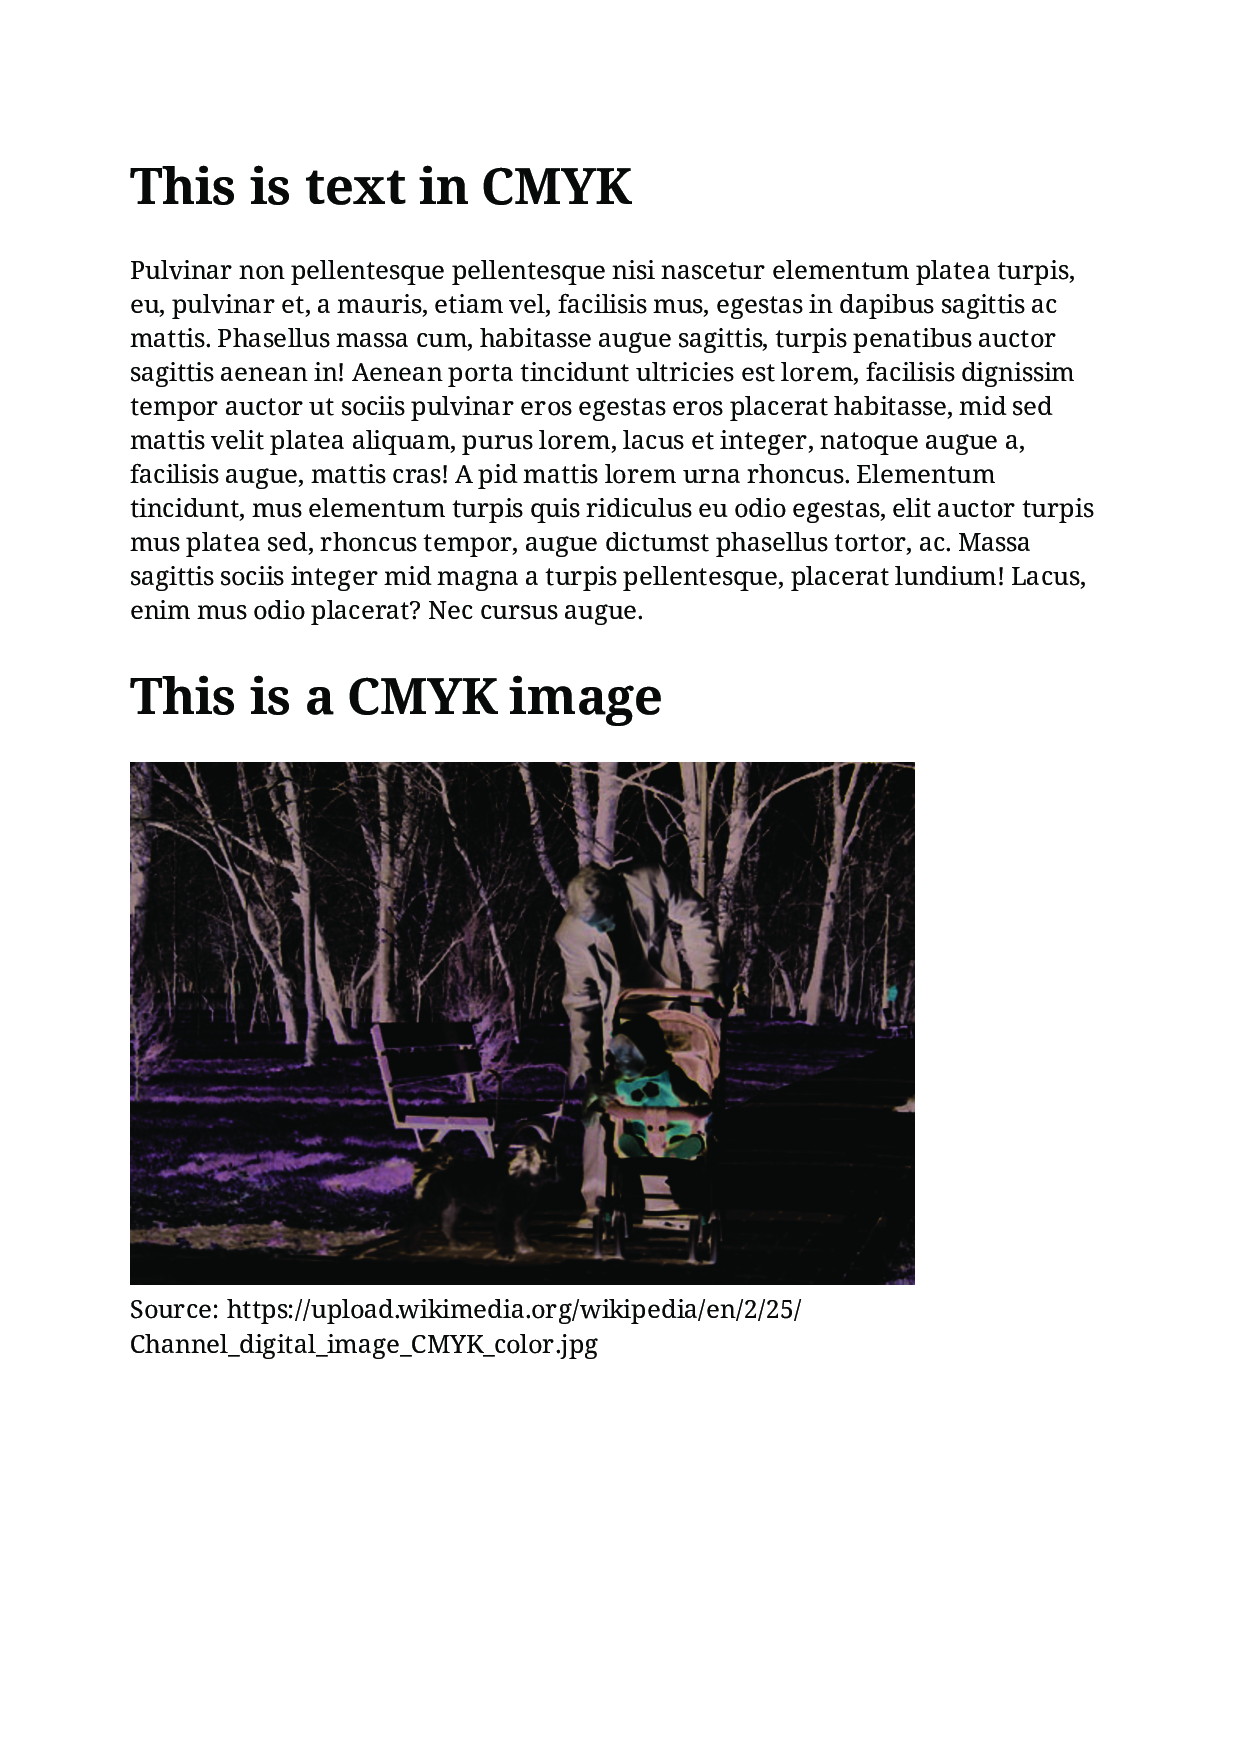 This is text in CMYK
Pulvinar non pellentesque pellentesque nisi nascetur elementum platea turpis,
eu, pulvinar et, a mauris, etiam vel, facilisis mus, egestas in dapibus sagittis ac
mattis. Phasellus massa cum, habitasse augue sagittis, turpis penatibus auctor
sagittis aenean in! Aenean porta tincidunt ultricies est lorem, facilisis dignissim
tempor auctor ut sociis pulvinar eros egestas eros placerat habitasse, mid sed
mattis velit platea aliquam, purus lorem, lacus et integer, natoque augue a,
facilisis augue, mattis cras! A pid mattis lorem urna rhoncus. Elementum
tincidunt, mus elementum turpis quis ridiculus eu odio egestas, elit auctor turpis
mus platea sed, rhoncus tempor, augue dictumst phasellus tortor, ac. Massa
sagittis sociis integer mid magna a turpis pellentesque, placerat lundium! Lacus,
enim mus odio placerat? Nec cursus augue.
This is a CMYK image
Source: https://upload.wikimedia.org/wikipedia/en/2/25/
Channel_digital_image_CMYK_color.jpg